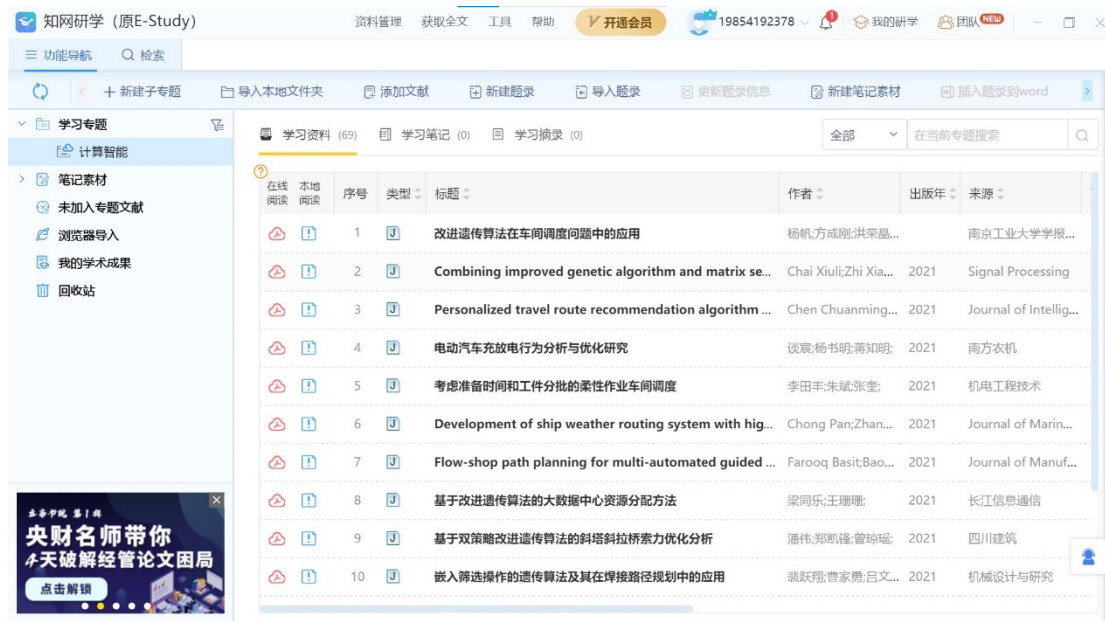 知网研学（原E-Study） 资料管理 获取全文 工具 帮助 开通会员 19854192378 我的研学 团队 NEW
功能导航 检索
新建子专题 导入本地文件夹 添加文献 新建题录 导入题录 更新题录信息 新建笔记素材 插入题录到word
学习专题
计算智能
笔记素材
未加入专题文献
浏览器导入
我的学术成果
回收站
学习资料 (69) 学习笔记 (0) 学习摘录 (0) 全部 在当前专题搜索
在线阅读 本地阅读 序号 类型 标题 作者 出版年 来源
1 J 改进遗传算法在车间调度问题中的应用 杨帆;方成刚;洪荣晶... 南京工业大学学报...
2 J Combining improved genetic algorithm and matrix se... Chai Xiuli;Zhi Xia... 2021 Signal Processing
3 J Personalized travel route recommendation algorithm ... Chen Chuanming... 2021 Journal of Intellig...
4 J 电动汽车充放电行为分析与优化研究 谈宸;杨书明;蒋知明; 2021 南方农机
5 J 考虑准备时间和工件分批的柔性作业车间调度 李田丰;朱斌;张奎; 2021 机电工程技术
6 J Development of ship weather routing system with hig... Chong Pan;Zhan... 2021 Journal of Marin...
7 J Flow-shop path planning for multi-automated guided ... Farooq Basit;Bao... 2021 Journal of Manuf...
8 J 基于改进遗传算法的大数据中心资源分配方法 梁同乐;王珊珊; 2021 长江信息通信
9 J 基于双策略改进遗传算法的斜塔斜拉桥索力优化分析 潘伟;郑凯锋;曾琼瑶; 2021 四川建筑
10 J 嵌入筛选操作的遗传算法及其在焊接路径规划中的应用 裴跃翔;曹家勇;吕文... 2021 机械设计与研究
第1概
央财名师带你
4天破解经管论文困局
点击解锁